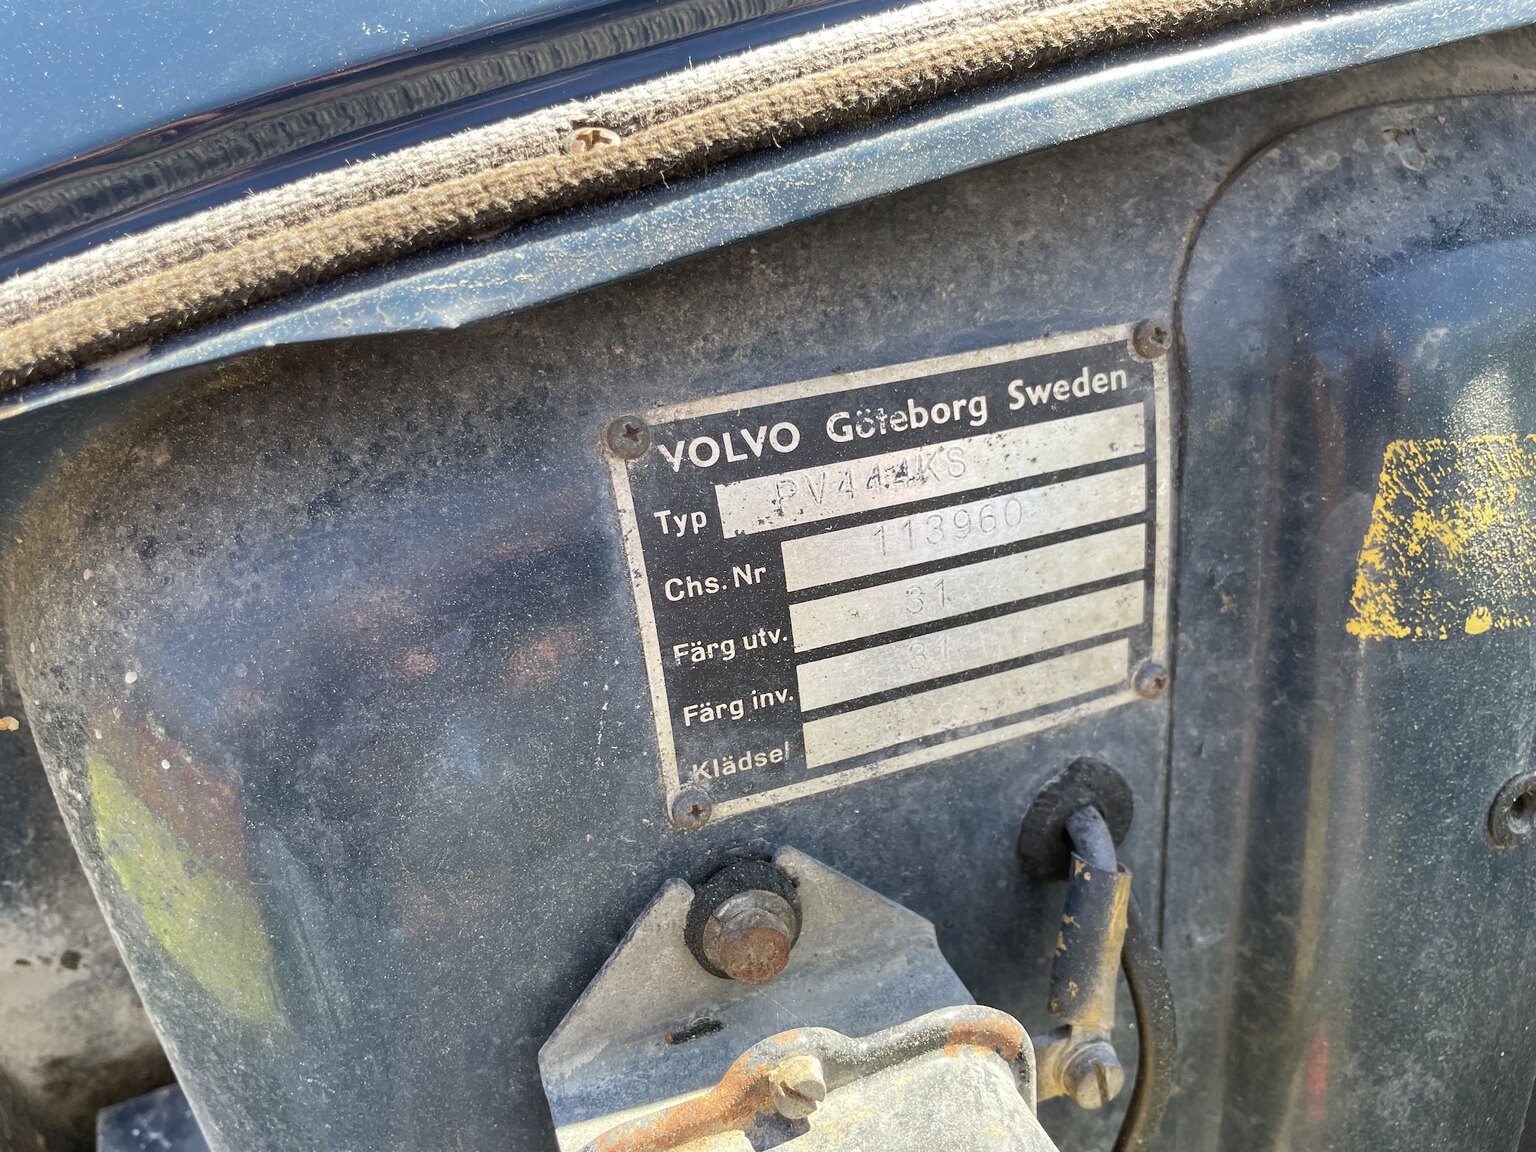 VOLVO Göteborg Sweden
Typ PV444KS
Chs. Nr 113960
Färg utv. 31
Färg inv. 31
Klädsel